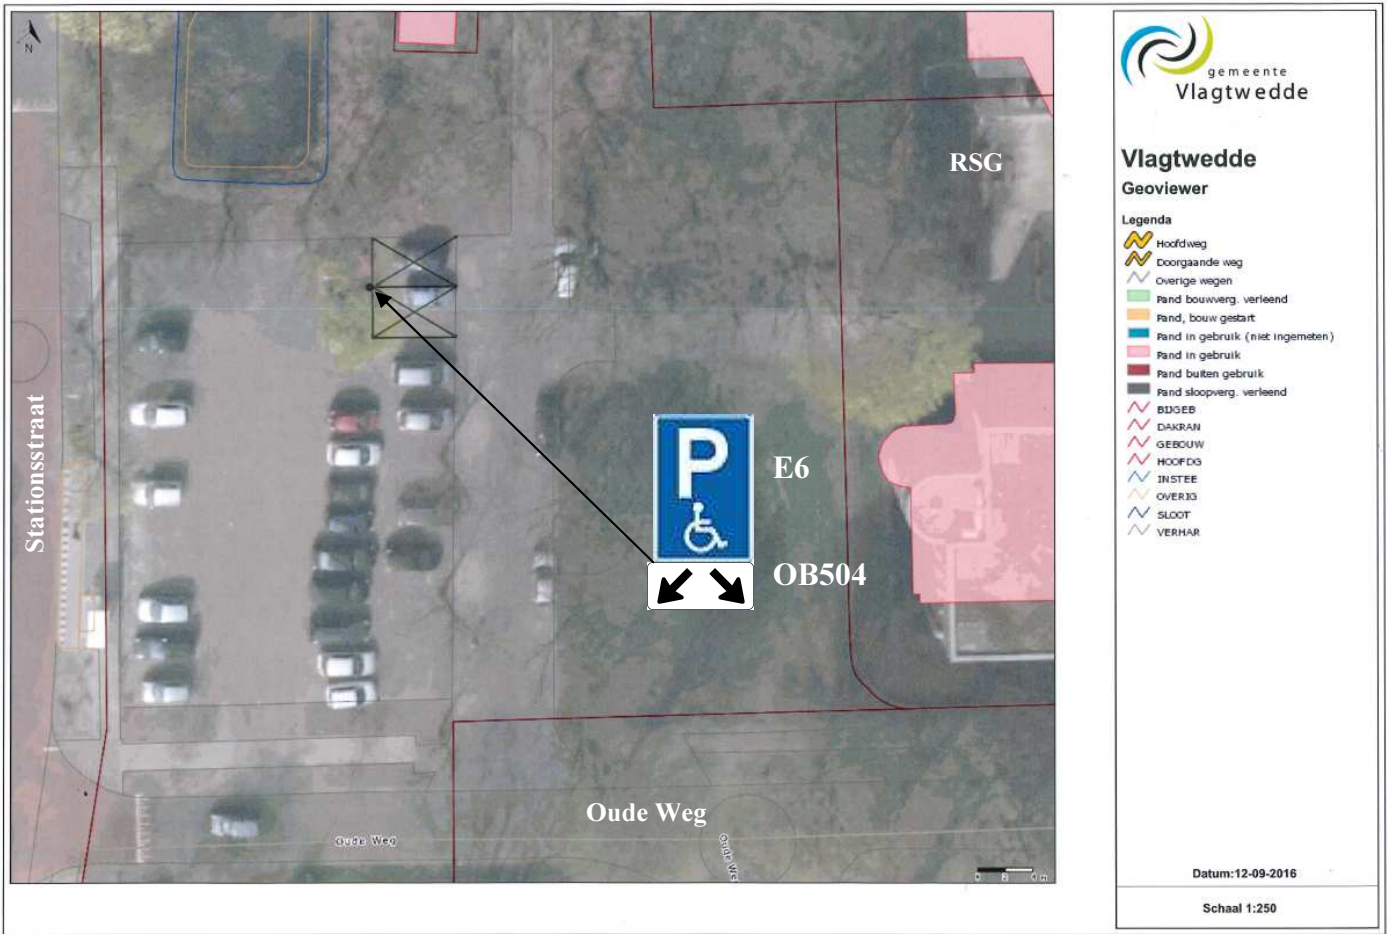 N
RSG
Stationsstraat
P
E6
OB504
Oude Weg
Oude Weg
gemeente
Vlagtwedde
Vlagtwedde
Geoviewer
Legenda
Hoofdweg
Doorgaande weg
Overige wegen
Pand bouwverg. verleend
Pand, bouw gestart
Pand in gebruik (niet ingemeten)
Pand in gebruik
Pand buiten gebruik
Pand sloopverg. verleend
BIJGEB
DAKRAN
GEBOUW
HOOFDG
INSTEE
OVERIG
SLOOT
VERHAR
Datum:12-09-2016
Schaal 1:250